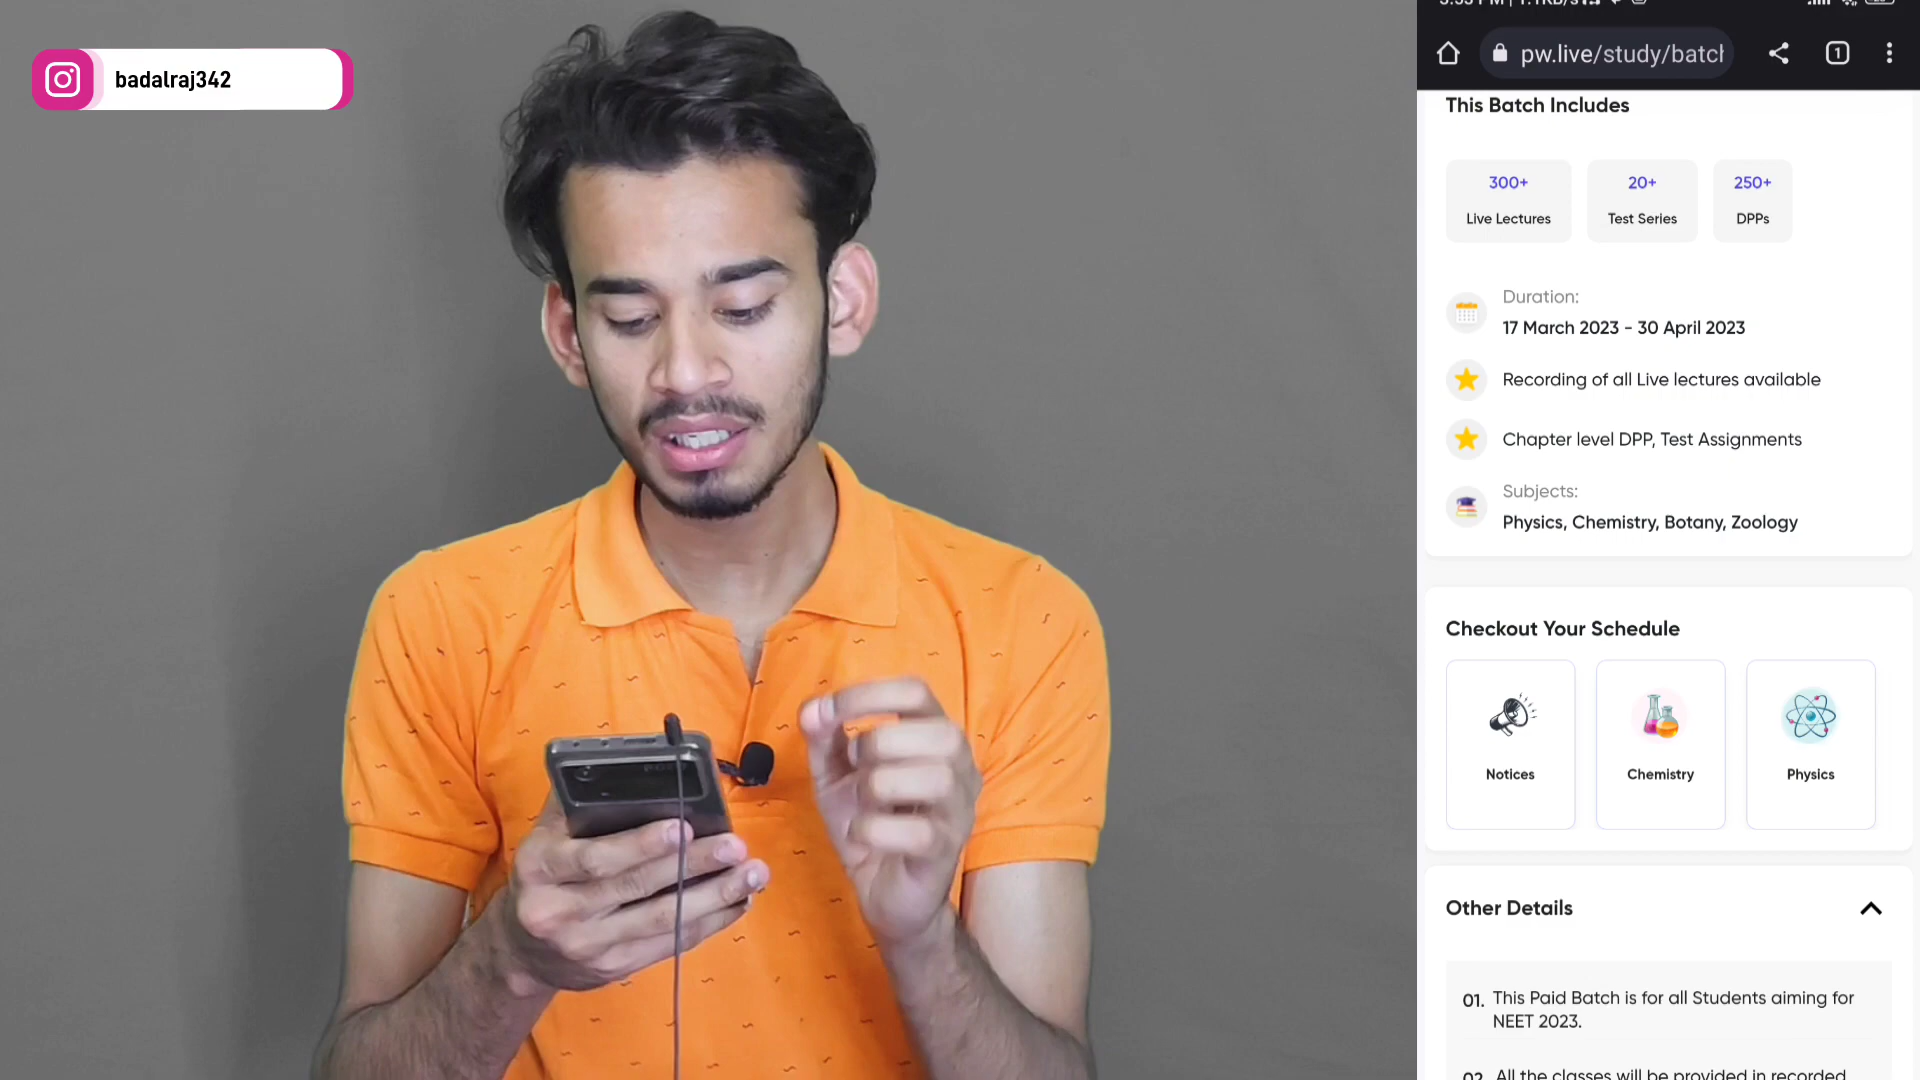 badalraj342
pw.live/study/batch
1
This Batch Includes
300+
Live Lectures
20+
Test Series
250+
DPPs
Duration:
17 March 2023 - 30 April 2023
Recording of all Live lectures available
Chapter level DPP, Test Assignments
Subjects:
Physics, Chemistry, Botany, Zoology
Checkout Your Schedule
Notices
Chemistry
Physics
Other Details
01. This Paid Batch is for all Students aiming for
NEET 2023.
02. All the classes will be provided in recorded